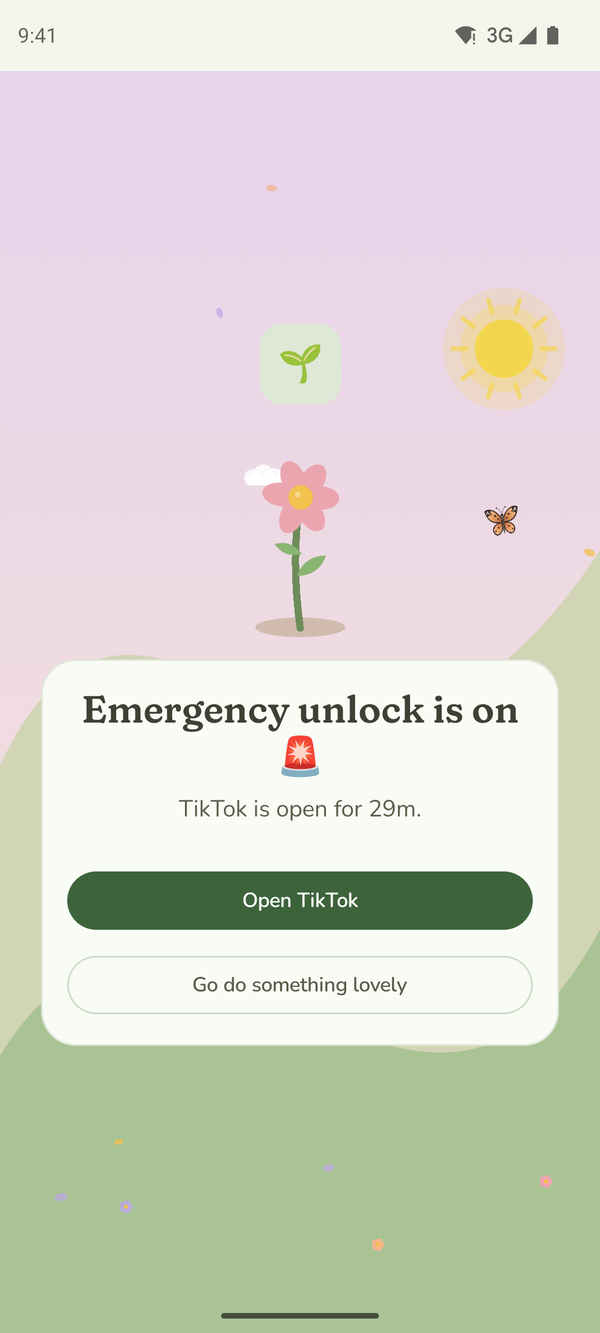 9:41
3G
Emergency unlock is on
🚨
TikTok is open for 29m.
Open TikTok
Go do something lovely